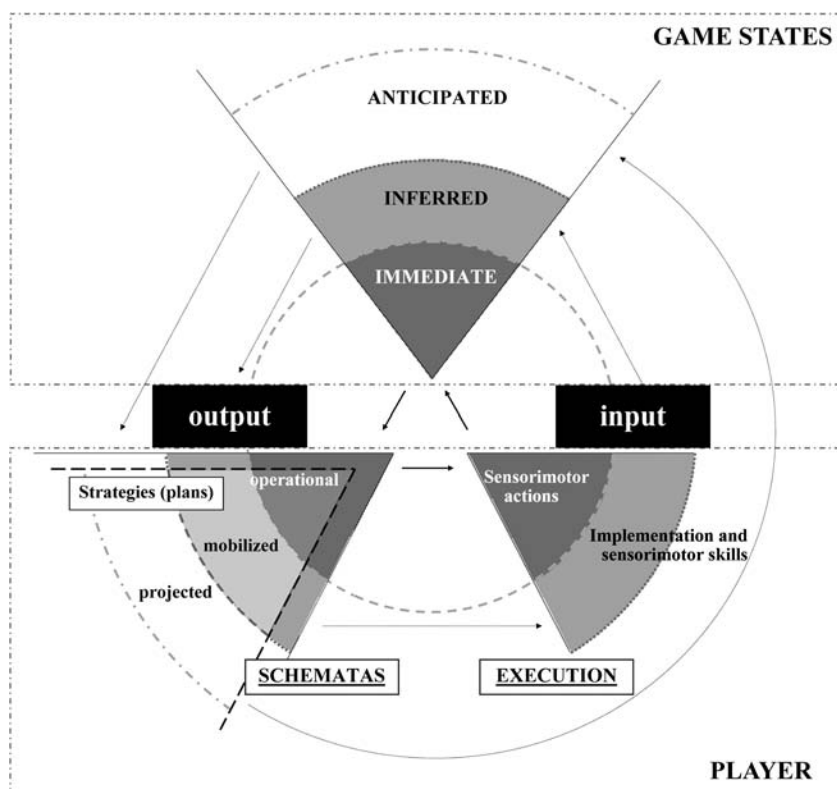 GAME STATES
ANTICIPATED
INFERRED
IMMEDIATE
output
input
operational
Strategies (plans)
mobilized
projected
Sensorimotor
actions
Implementation and
sensorimotor skills
SCHEMATAS
EXECUTION
PLAYER